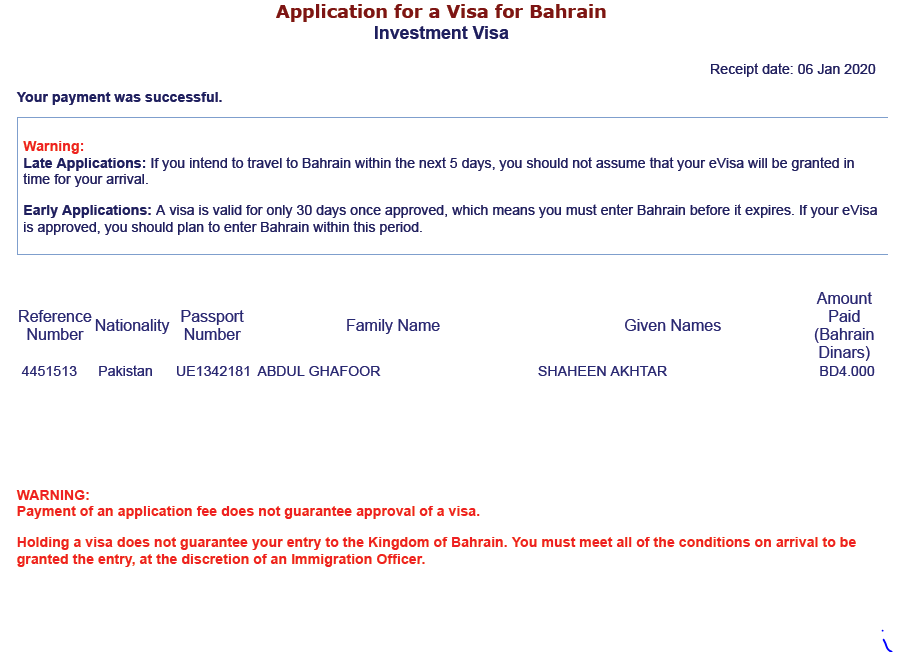 Application for a Visa for Bahrain
Investment Visa
Receipt date: 06 Jan 2020
Your payment was successful.
Warning:
Late Applications: If you intend to travel to Bahrain within the next 5 days, you should not assume that your eVisa will be granted in
time for your arrival.
Early Applications: A visa is valid for only 30 days once approved, which means you must enter Bahrain before it expires. If your eVisa
is approved, you should plan to enter Bahrain within this period.
Reference Number Nationality Passport Number Family Name Given Names Amount Paid (Bahrain Dinars)
4451513 Pakistan UE1342181 ABDUL GHAFOOR SHAHEEN AKHTAR BD4.000
WARNING:
Payment of an application fee does not guarantee approval of a visa.
Holding a visa does not guarantee your entry to the Kingdom of Bahrain. You must meet all of the conditions on arrival to be
granted the entry, at the discretion of an Immigration Officer.